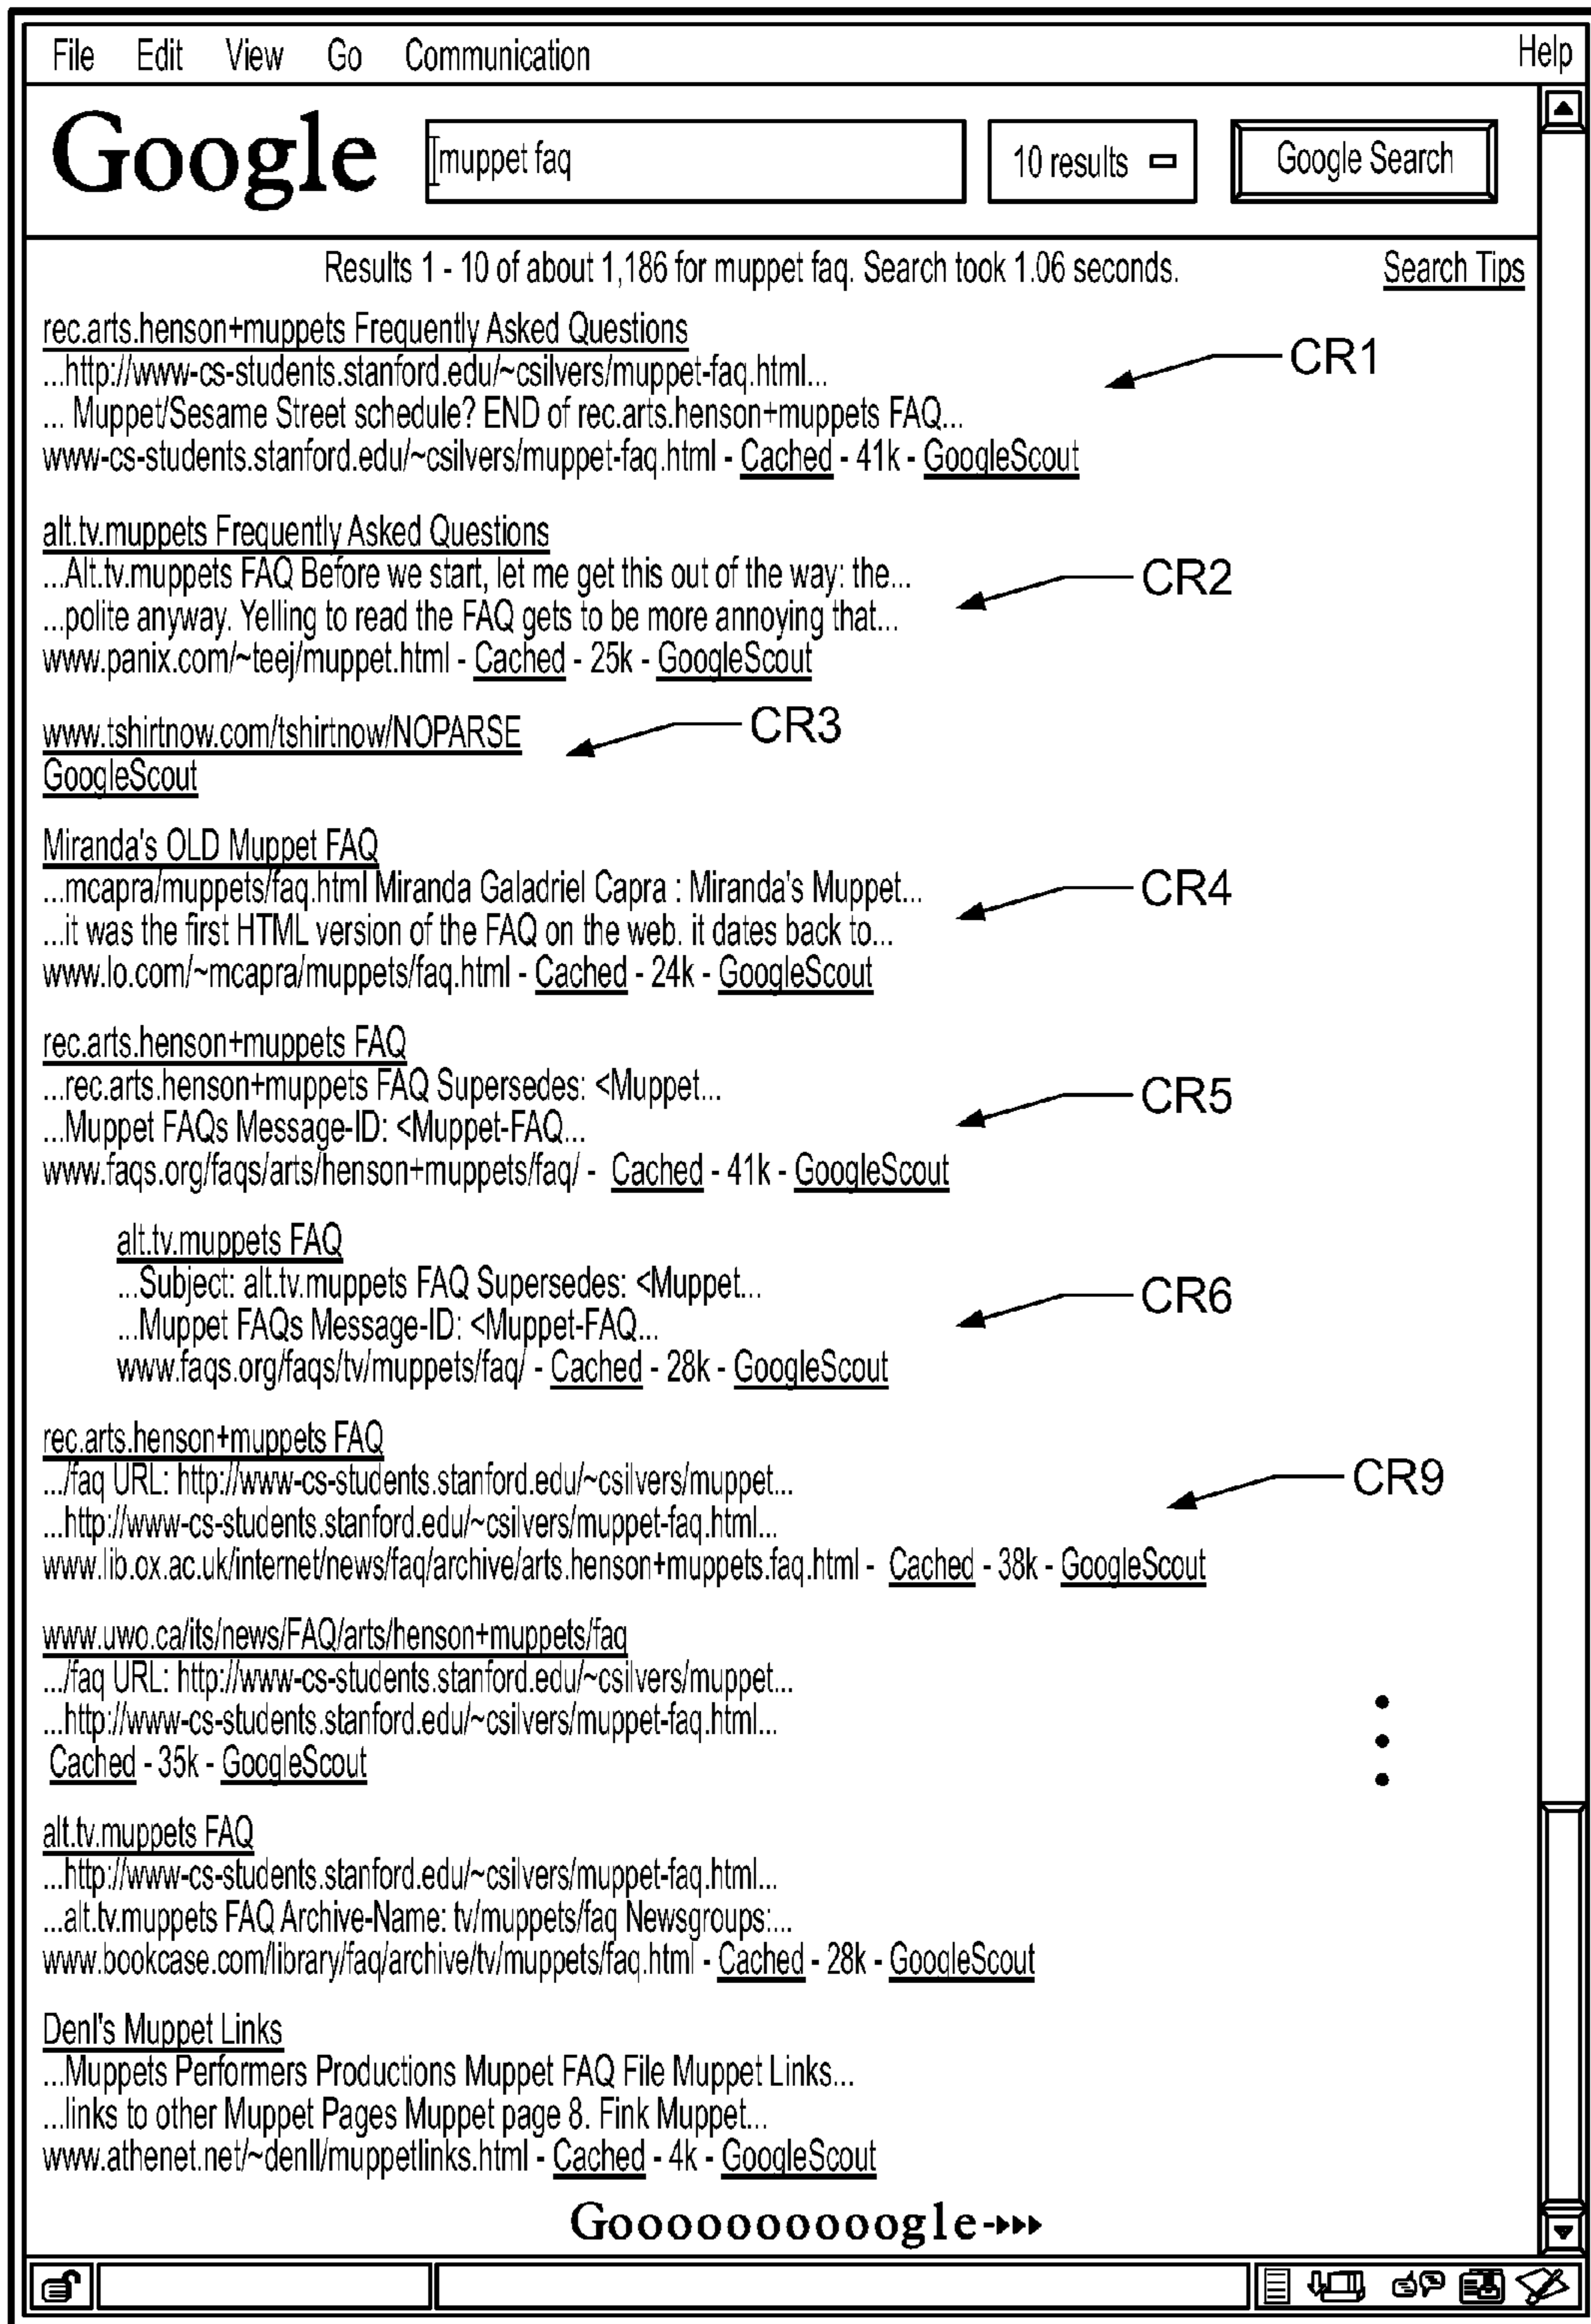 File Edit View Go Communication Help
Google muppet faq 10 results Google Search
Results 1 - 10 of about 1,186 for muppet faq. Search took 1.06 seconds. Search Tips
rec.arts.henson+muppets Frequently Asked Questions
...http://www-cs-students.stanford.edu/~csilvers/muppet-faq.html...
CR1
... Muppet/Sesame Street schedule? END of rec.arts.henson+muppets FAQ...
www-cs-students.stanford.edu/~csilvers/muppet-faq.html - Cached - 41k - GoogleScout
alt.tv.muppets Frequently Asked Questions
...Alt.tv.muppets FAQ Before we start, let me get this out of the way: the...
CR2
...polite anyway. Yelling to read the FAQ gets to be more annoying that...
www.panix.com/~teej/muppet.html - Cached - 25k - GoogleScout
www.tshirtnow.com/tshirtnow/NOPARSE
CR3
GoogleScout
Miranda's OLD Muppet FAQ
...mcapra/muppets/faq.html Miranda Galadriel Capra : Miranda's Muppet...
CR4
...it was the first HTML version of the FAQ on the web. it dates back to...
www.lo.com/~mcapra/muppets/faq.html - Cached - 24k - GoogleScout
rec.arts.henson+muppets FAQ
...rec.arts.henson+muppets FAQ Supersedes: <Muppet...
CR5
...Muppet FAQs Message-ID: <Muppet-FAQ...
www.faqs.org/faqs/arts/henson+muppets/faq/ - Cached - 41k - GoogleScout
alt.tv.muppets FAQ
...Subject: alt.tv.muppets FAQ Supersedes: <Muppet...
CR6
...Muppet FAQs Message-ID: <Muppet-FAQ...
www.faqs.org/faqs/tv/muppets/faq/ - Cached - 28k - GoogleScout
rec.arts.henson+muppets FAQ
.../faq URL: http://www-cs-students.stanford.edu/~csilvers/muppet...
CR9
...http://www-cs-students.stanford.edu/~csilvers/muppet-faq.html...
www.lib.ox.ac.uk/internet/news/faq/archive/arts.henson+muppets.faq.html - Cached - 38k - GoogleScout
www.uwo.ca/its/news/FAQ/arts/henson+muppets/faq
.../faq URL: http://www-cs-students.stanford.edu/~csilvers/muppet...
...http://www-cs-students.stanford.edu/~csilvers/muppet-faq.html...
Cached - 35k - GoogleScout
alt.tv.muppets FAQ
...http://www-cs-students.stanford.edu/~csilvers/muppet-faq.html...
...alt.tv.muppets FAQ Archive-Name: tv/muppets/faq Newsgroups:...
www.bookcase.com/library/faq/archive/tv/muppets/faq.html - Cached - 28k - GoogleScout
Denl's Muppet Links
...Muppets Performers Productions Muppet FAQ File Muppet Links...
...links to other Muppet Pages Muppet page 8. Fink Muppet...
www.athenet.net/~denll/muppetlinks.html - Cached - 4k - GoogleScout
Goooooooooogle